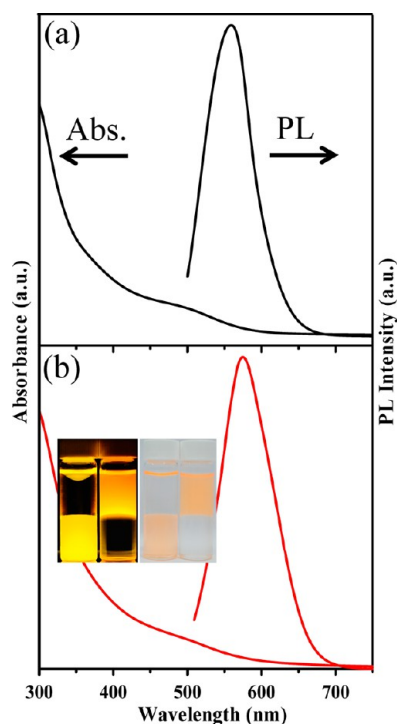 (a)
Abs.
PL
Absorbance (a.u.)
PL Intensity (a.u.)
(b)
300 400 500 600 700
Wavelength (nm)